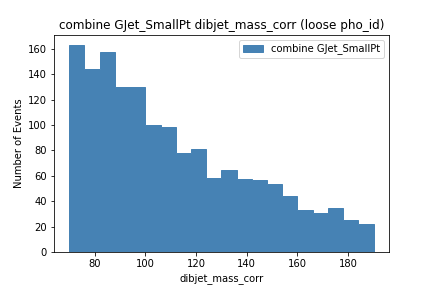 combine GJet_SmallPt dibjet_mass_corr (loose pho_id)
combine GJet_SmallPt
Number of Events
160
140
120
100
80
60
40
20
0
80 100 120 140 160 180
dibjet_mass_corr